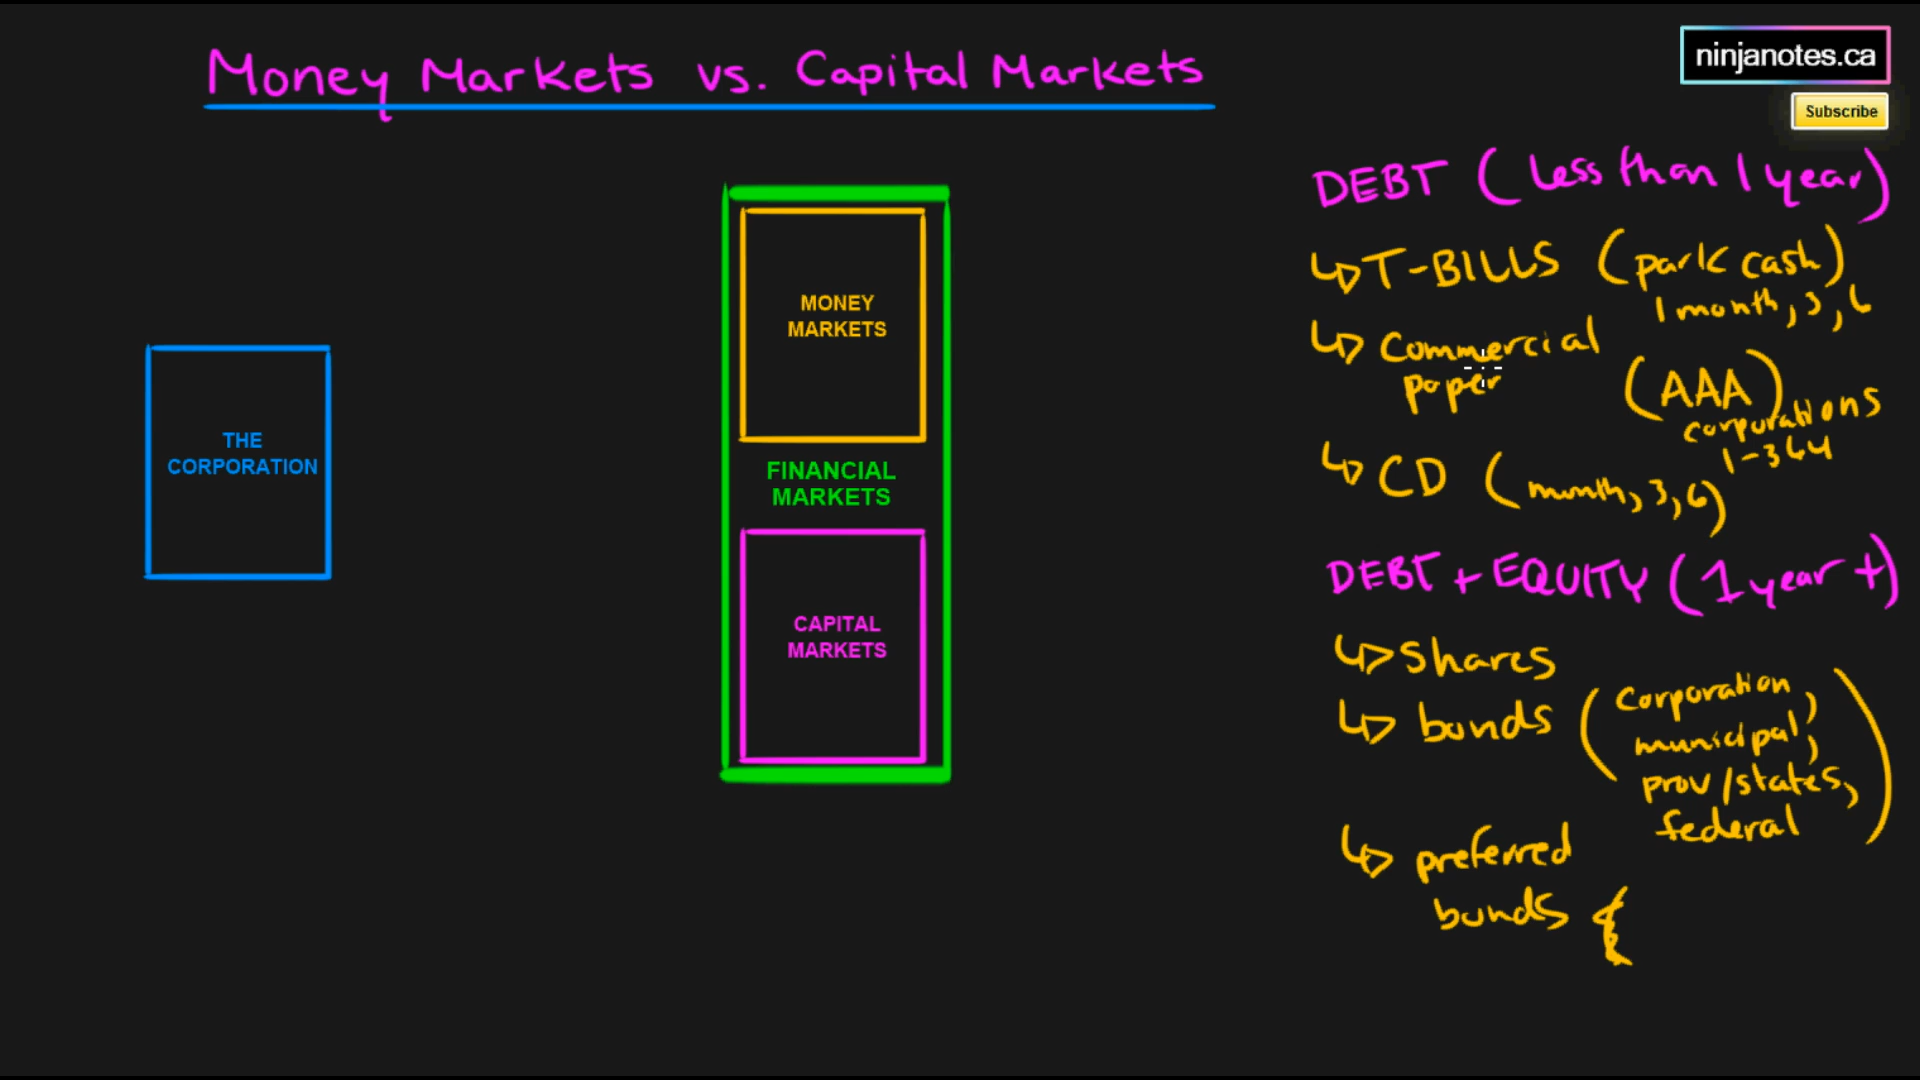 Money Markets vs. Capital Markets
ninjanotes.ca
Subscribe
THE
CORPORATION
MONEY
MARKETS
FINANCIAL
MARKETS
CAPITAL
MARKETS
DEBT (less than 1 year)
T-BILLS (park cash)
1 month, 3, 6
Commercial
paper
(AAA)
corporations
1-364
CD (month, 3, 6)
DEBT + EQUITY (1 year +)
shares
bonds (corporation,
municipal,
prov/states,
federal)
preferred
bonds {